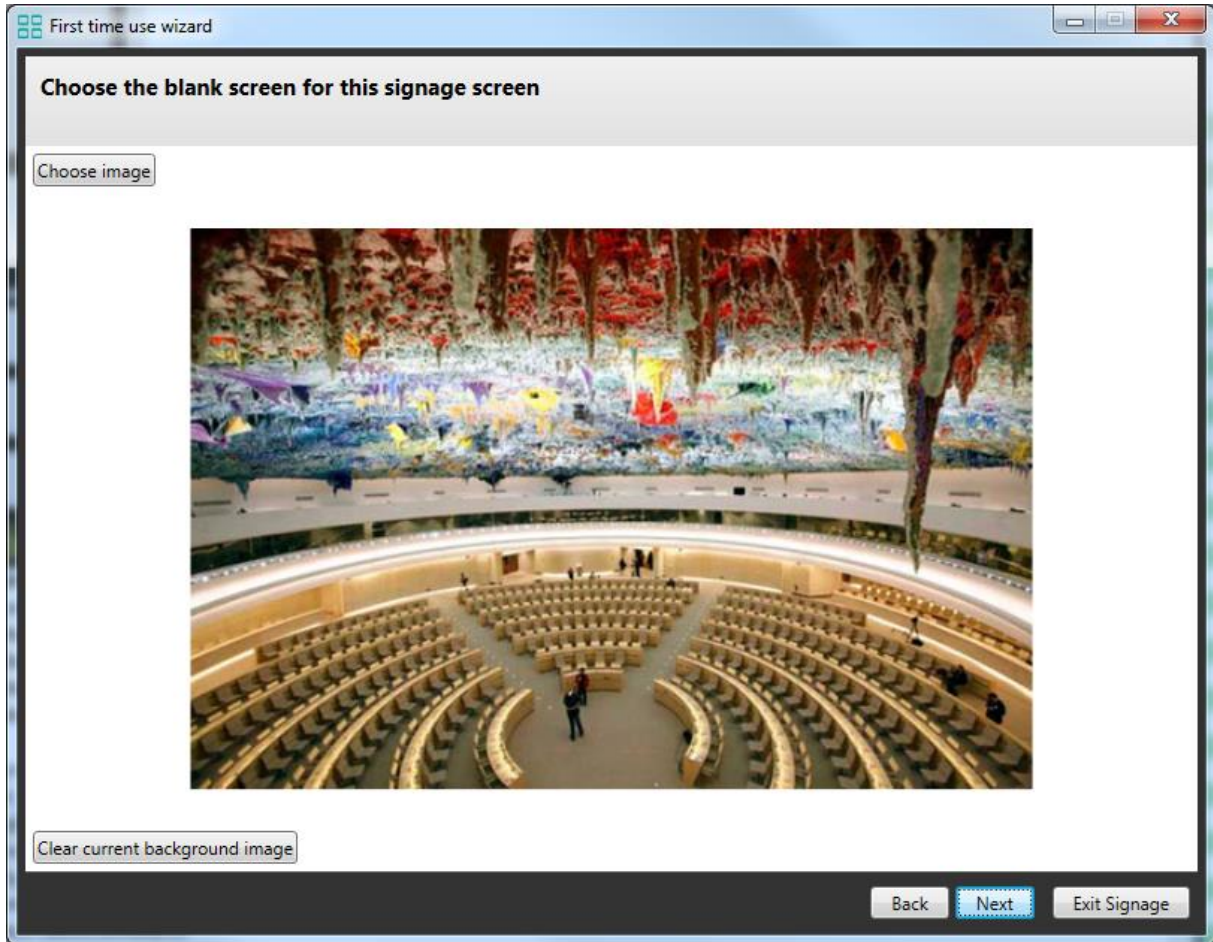 First time use wizard
Choose the blank screen for this signage screen
Choose image
Clear current background image
Back Next Exit Signage